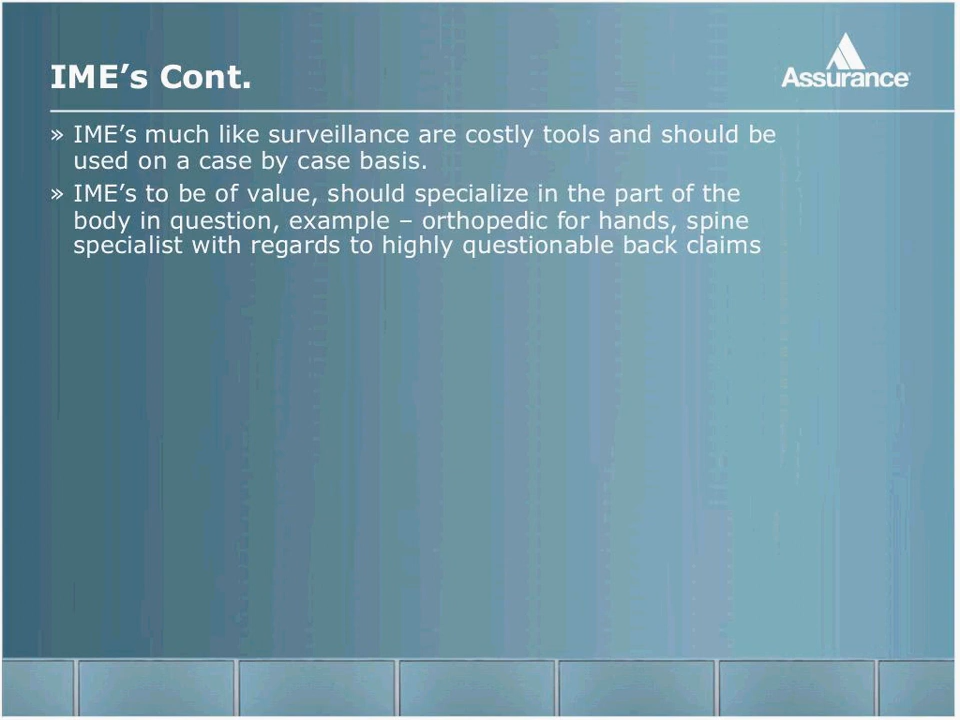 IME’s Cont.
Assurance
» IME’s much like surveillance are costly tools and should be
used on a case by case basis.
» IME’s to be of value, should specialize in the part of the
body in question, example – orthopedic for hands, spine
specialist with regards to highly questionable back claims